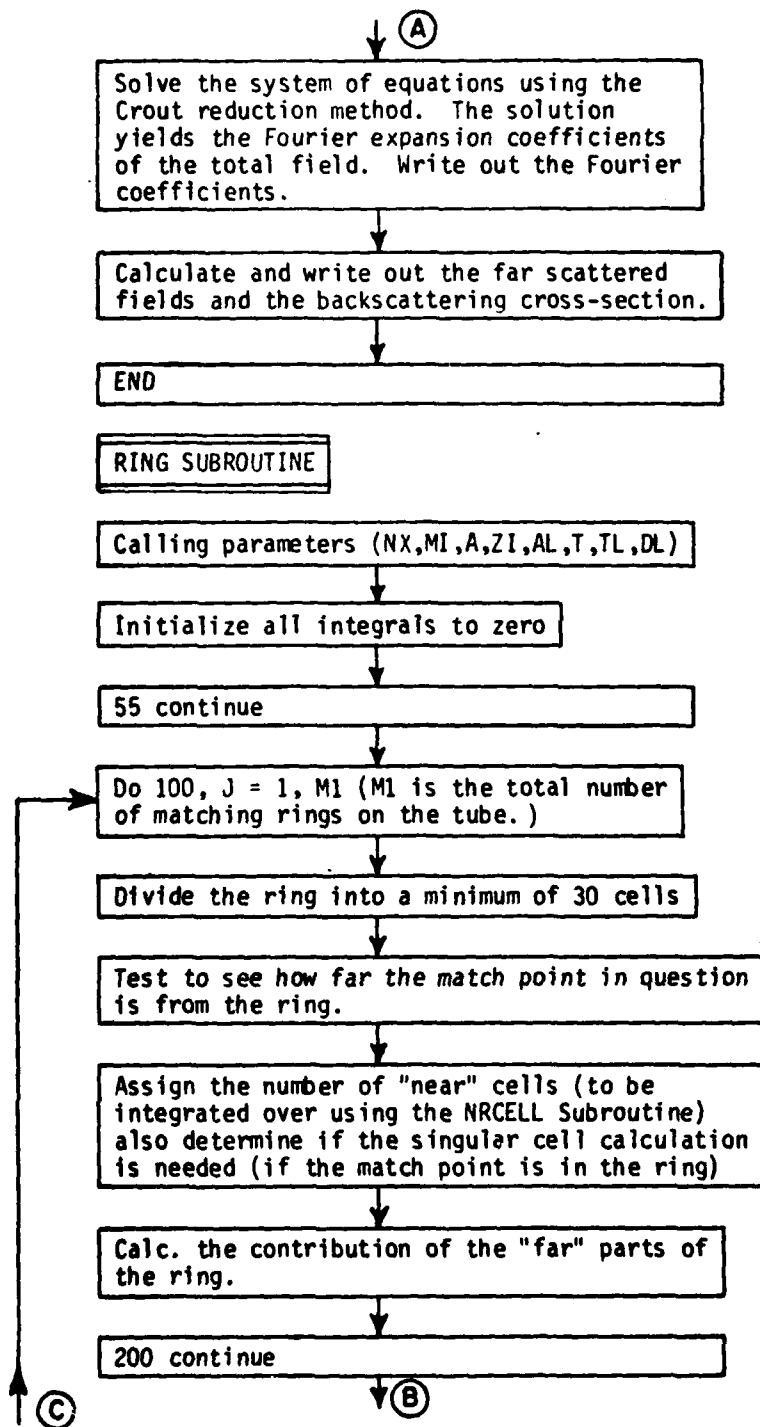 A
Solve the system of equations using the
Crout reduction method. The solution
yields the Fourier expansion coefficients
of the total field. Write out the Fourier
coefficients.
Calculate and write out the far scattered
fields and the backscattering cross-section.
END
RING SUBROUTINE
Calling parameters (NX,MI,A,ZI,AL,T,TL,DL)
Initialize all integrals to zero
55 continue
Do 100, J = 1, M1 (M1 is the total number
of matching rings on the tube.)
Divide the ring into a minimum of 30 cells
Test to see how far the match point in question
is from the ring.
Assign the number of "near" cells (to be
integrated over using the NRCELL Subroutine)
also determine if the singular cell calculation
is needed (if the match point is in the ring)
Calc. the contribution of the "far" parts of
the ring.
200 continue
C
B